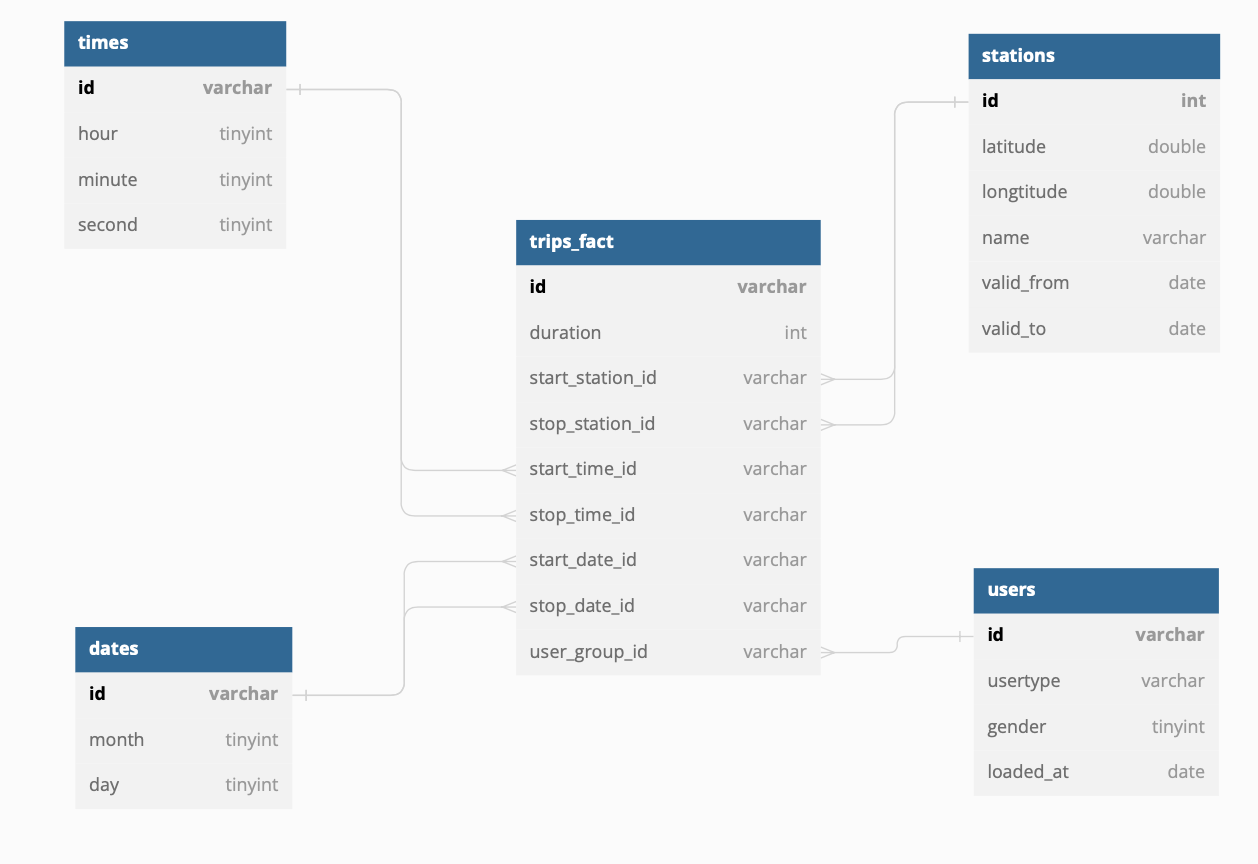 times
id varchar
hour tinyint
minute tinyint
second tinyint
stations
id int
latitude double
longtitude double
name varchar
valid_from date
valid_to date
trips_fact
id varchar
duration int
start_station_id varchar
stop_station_id varchar
start_time_id varchar
stop_time_id varchar
start_date_id varchar
stop_date_id varchar
user_group_id varchar
dates
id varchar
month tinyint
day tinyint
users
id varchar
usertype varchar
gender tinyint
loaded_at date